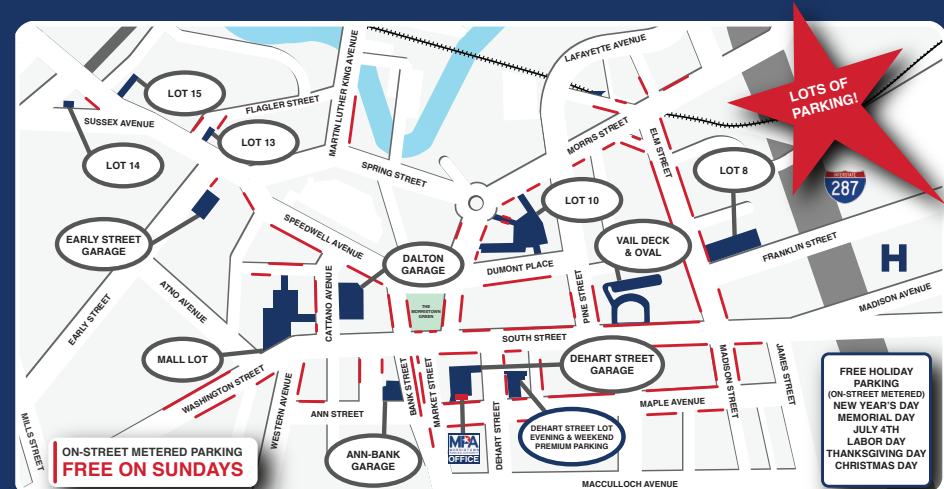 LOTS OF
PARKING!
LAFAYETTE AVENUE
MARTIN LUTHER KING AVENUE
LOT 15
FLAGLER STREET
SUSSEX AVENUE
LOT 13
MORRIS STREET
ELM STREET
LOT 14
SPRING STREET
LOT 8
INTERSTATE
287
LOT 10
SPEEDWELL AVENUE
EARLY STREET
GARAGE
VAIL DECK
& OVAL
FRANKLIN STREET
H
DALTON
GARAGE
DUMONT PLACE
ATNO AVENUE
CATTANO AVENUE
PINE STREET
MADISON AVENUE
EARLY STREET
THE
MORRISTOWN
GREEN
SOUTH STREET
MALL LOT
DEHART STREET
GARAGE
WASHINGTON STREET
BANK STREET
MARKET STREET
MADISON STREET
JAMES STREET
WESTERN AVENUE
ANN STREET
MAPLE AVENUE
MILLS STREET
DEHART STREET
DEHART STREET LOT
EVENING & WEEKEND
PREMIUM PARKING
MPA
OFFICE
ANN-BANK
GARAGE
MACCULLOCH AVENUE
ON-STREET METERED PARKING
FREE ON SUNDAYS
FREE HOLIDAY
PARKING
(ON-STREET METERED)
NEW YEAR'S DAY
MEMORIAL DAY
JULY 4TH
LABOR DAY
THANKSGIVING DAY
CHRISTMAS DAY